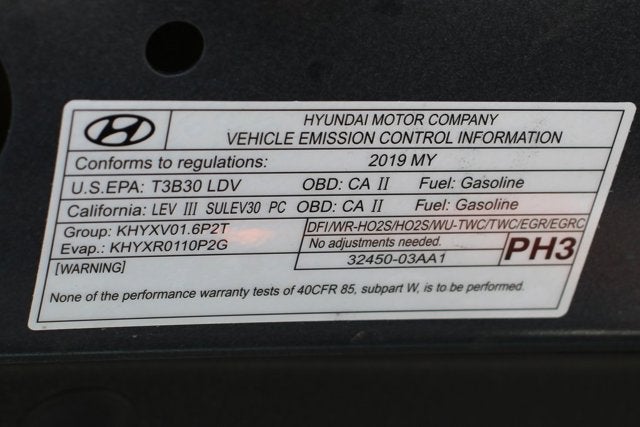 HYUNDAI MOTOR COMPANY
VEHICLE EMISSION CONTROL INFORMATION
Conforms to regulations: 2019 MY
U.S.EPA: T3B30 LDV OBD: CA II Fuel: Gasoline
California: LEV III SULEV30 PC OBD: CA II Fuel: Gasoline
Group: KHYXV01.6P2T DFI/WR-HO2S/HO2S/WU-TWC/TWC/EGR/EGRC
Evap.: KHYXR0110P2G No adjustments needed. PH3
[WARNING] 32450-03AA1
None of the performance warranty tests of 40CFR 85, subpart W, is to be performed.